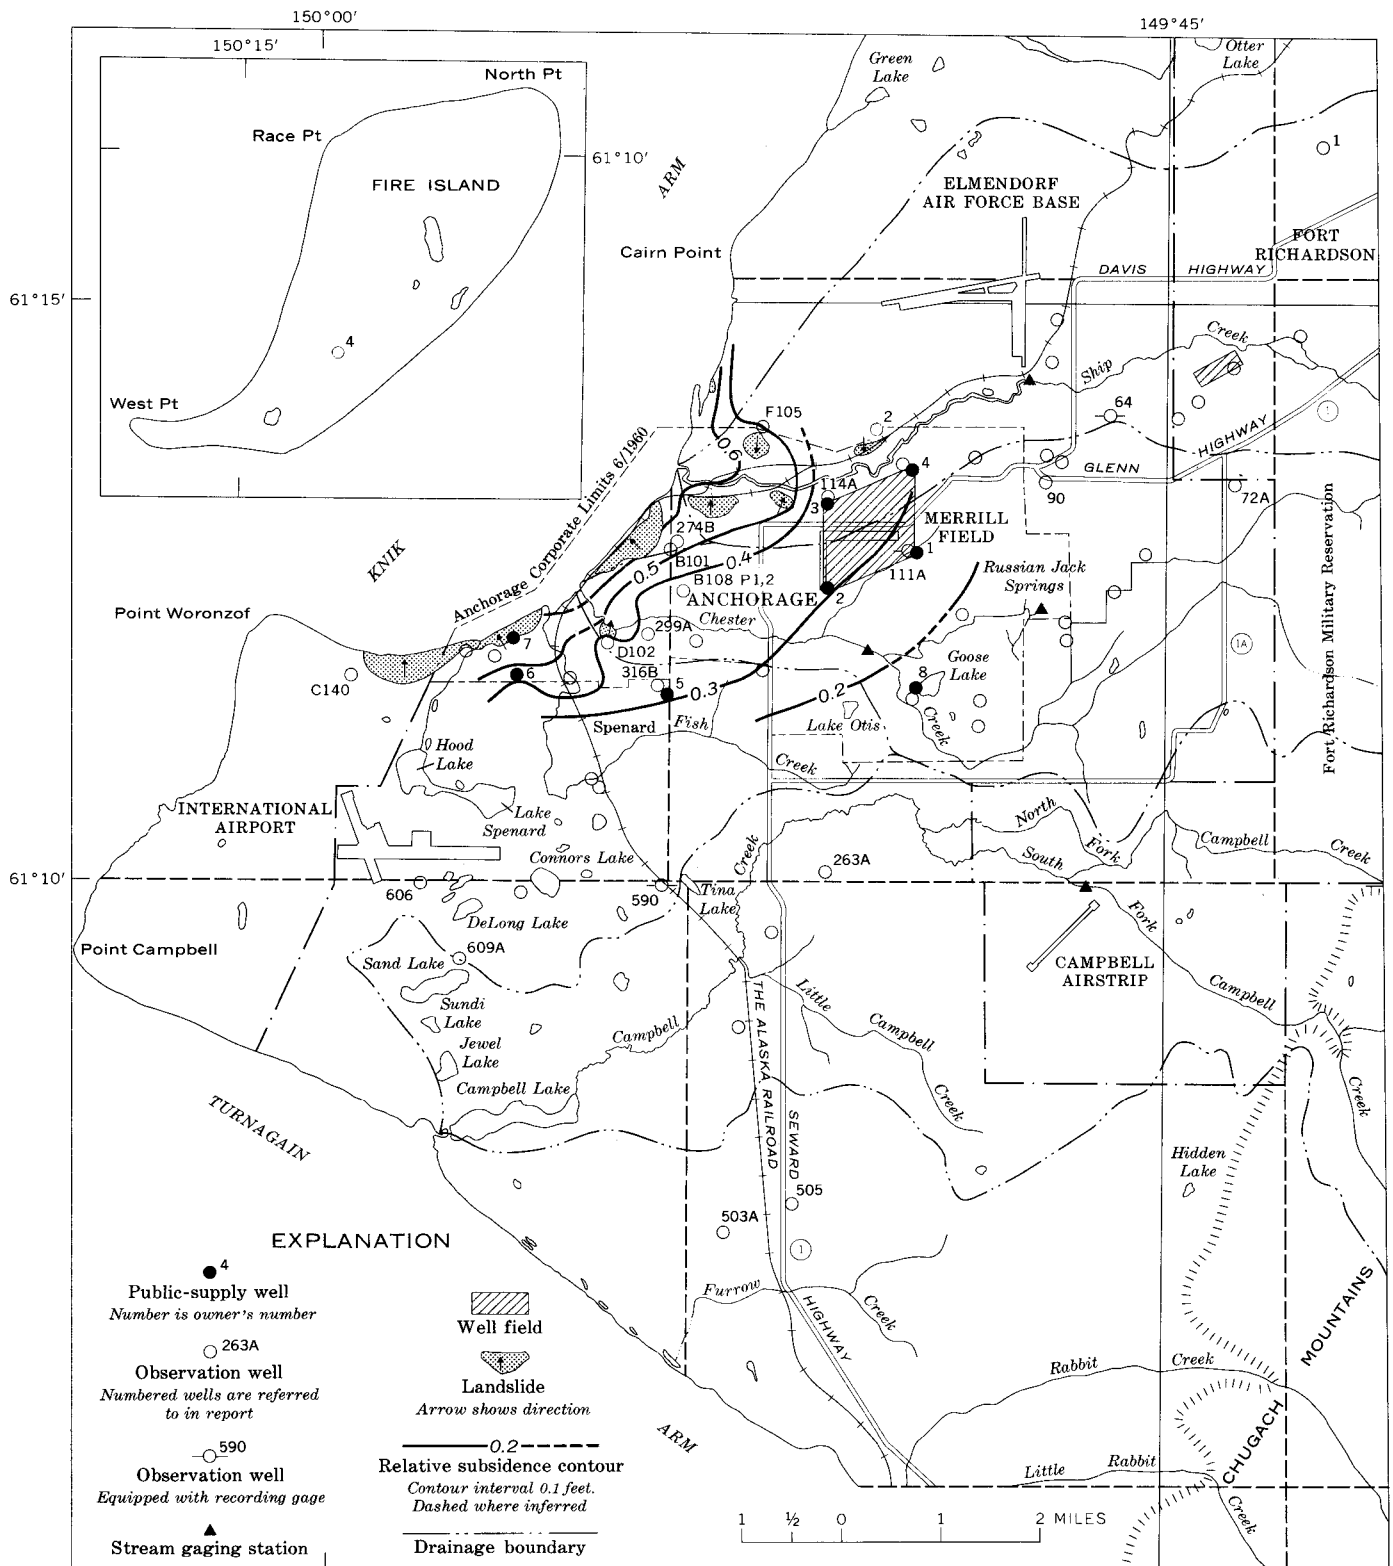 150°00'
149°45'
150°15'
North Pt
Race Pt
61°10'
FIRE ISLAND
4
West Pt
Green
Lake
Otter
Lake
1
ARM
ELMENDORF
AIR FORCE BASE
Cairn Point
FORT
RICHARDSON
DAVIS HIGHWAY
61°15'
Ship Creek
64
1
F105
2
0.6
GLENN HIGHWAY
4
114A
3
90
72A
Anchorage Corporate Limits 6/1960
KNIK
MERRILL
FIELD
274B
B101
0.5
0.4
1
111A
Russian Jack
Springs
B108 P1,2
ANCHORAGE
2
Chester
299A
Point Woronzof
7
D102
316B
6
5
0.3
0.2
8
Goose
Lake
C140
Spenard
Fish
Lake Otis
Creek
1A
Fort Richardson Military Reservation
Hood
Lake
Creek
INTERNATIONAL
AIRPORT
Lake
Spenard
North Fork Campbell Creek
South Fork Campbell Creek
Creek
Connors Lake
263A
61°10'
606
590
Tina
Lake
DeLong Lake
Point Campbell
609A
Sand Lake
CAMPBELL
AIRSTRIP
Sundi
Lake
Little Campbell Creek
Campbell
Jewel
Lake
Campbell Lake
THE ALASKA RAILROAD
SEWARD HIGHWAY
TURNAGAIN
Hidden
Lake
505
503A
1
Furrow Creek
Rabbit Creek
CHUGACH MOUNTAINS
ARM
Little Rabbit Creek
EXPLANATION
4
Public-supply well
Number is owner's number
263A
Observation well
Numbered wells are referred
to in report
590
Observation well
Equipped with recording gage
Stream gaging station
Well field
Landslide
Arrow shows direction
0.2
Relative subsidence contour
Contour interval 0.1 feet.
Dashed where inferred
Drainage boundary
1 ½ 0 1 2 MILES